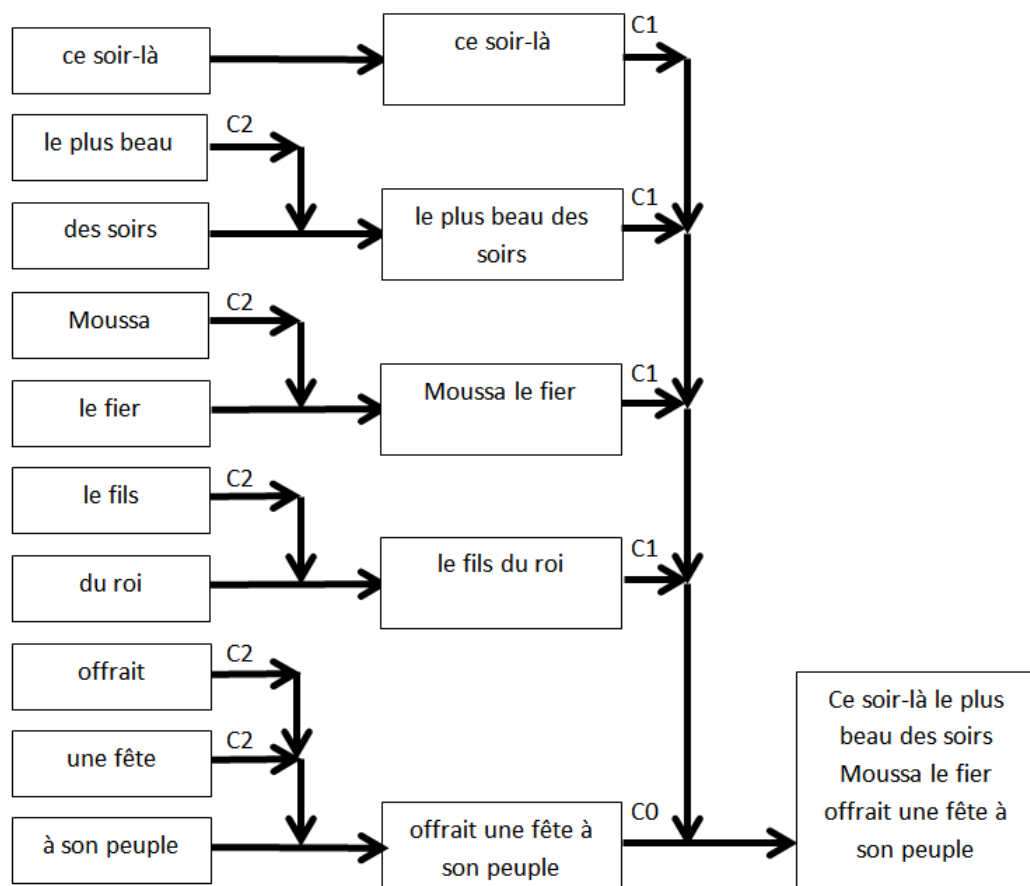 ce soir-là
ce soir-là
C1
le plus beau
C2
des soirs
le plus beau des
soirs
C1
Moussa
C2
le fier
Moussa le fier
C1
le fils
C2
du roi
le fils du roi
C1
offrait
C2
une fête
C2
à son peuple
offrait une fête à
son peuple
C0
Ce soir-là le plus
beau des soirs
Moussa le fier
offrait une fête à
son peuple